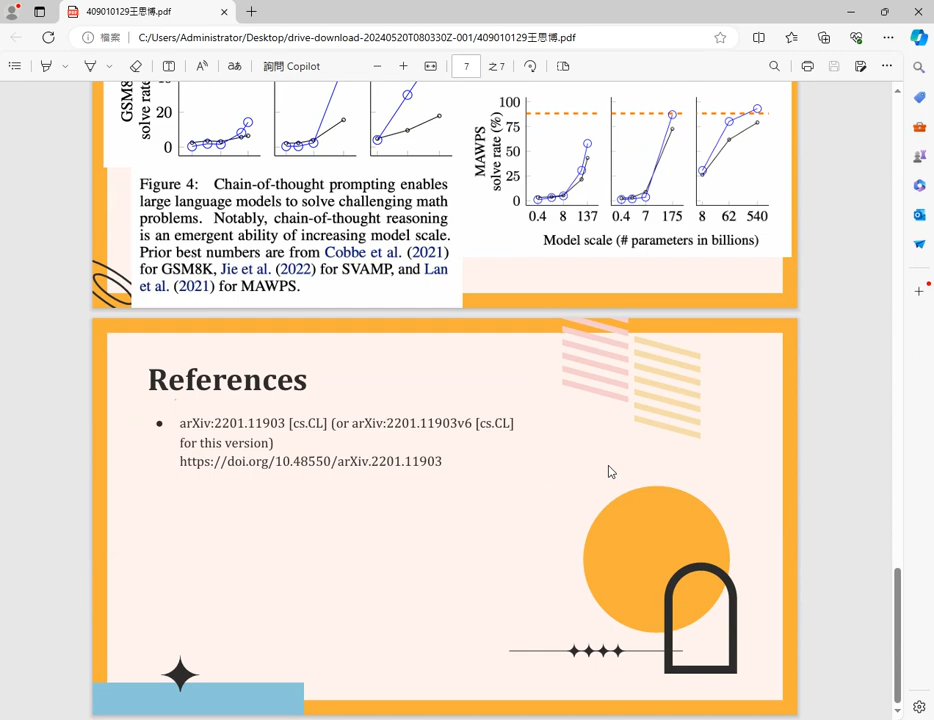 409010129王思博.pdf
檔案
C:/Users/Administrator/Desktop/drive-download-20240520T080330Z-001/409010129王思博.pdf
詢問 Copilot
7
之7
GSM8
solve rate
20
0
MAWPS
solve rate (%)
100
75
50
25
0
0.4 8 137
0.4 7 175
8 62 540
Model scale (# parameters in billions)
Figure 4: Chain-of-thought prompting enables
large language models to solve challenging math
problems. Notably, chain-of-thought reasoning
is an emergent ability of increasing model scale.
Prior best numbers are from Cobbe et al. (2021)
for GSM8K, Jie et al. (2022) for SVAMP, and Lan
et al. (2021) for MAWPS.
References
● arXiv:2201.11903 [cs.CL] (or arXiv:2201.11903v6 [cs.CL]
for this version)
https://doi.org/10.48550/arXiv.2201.11903